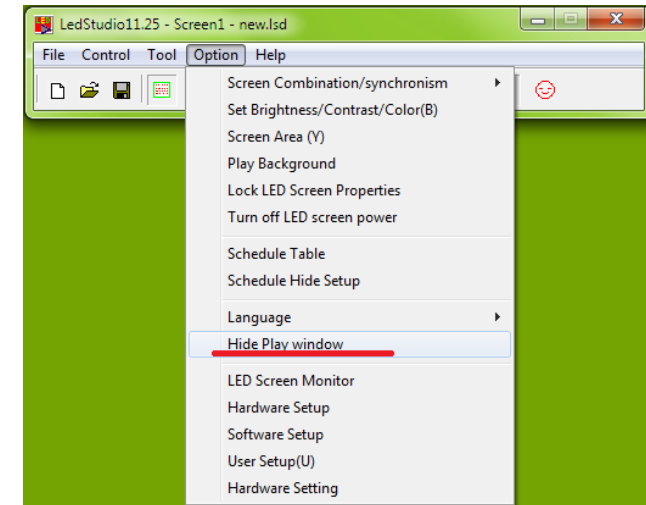 LedStudio11.25 - Screen1 - new.lsd
File Control Tool Option Help
Screen Combination/synchronism
Set Brightness/Contrast/Color(B)
Screen Area (Y)
Play Background
Lock LED Screen Properties
Turn off LED screen power
Schedule Table
Schedule Hide Setup
Language
Hide Play window
LED Screen Monitor
Hardware Setup
Software Setup
User Setup(U)
Hardware Setting